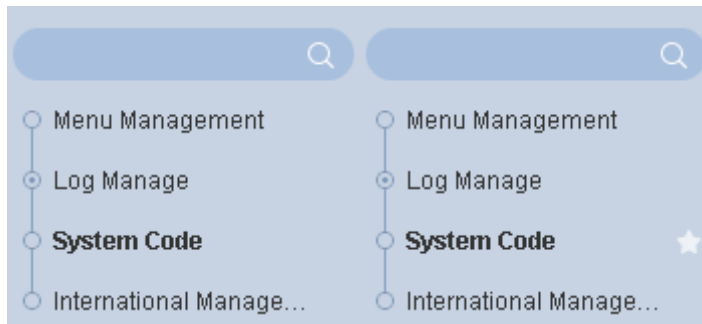 Menu Management
Log Manage
System Code
International Manage...
Menu Management
Log Manage
System Code
International Manage...